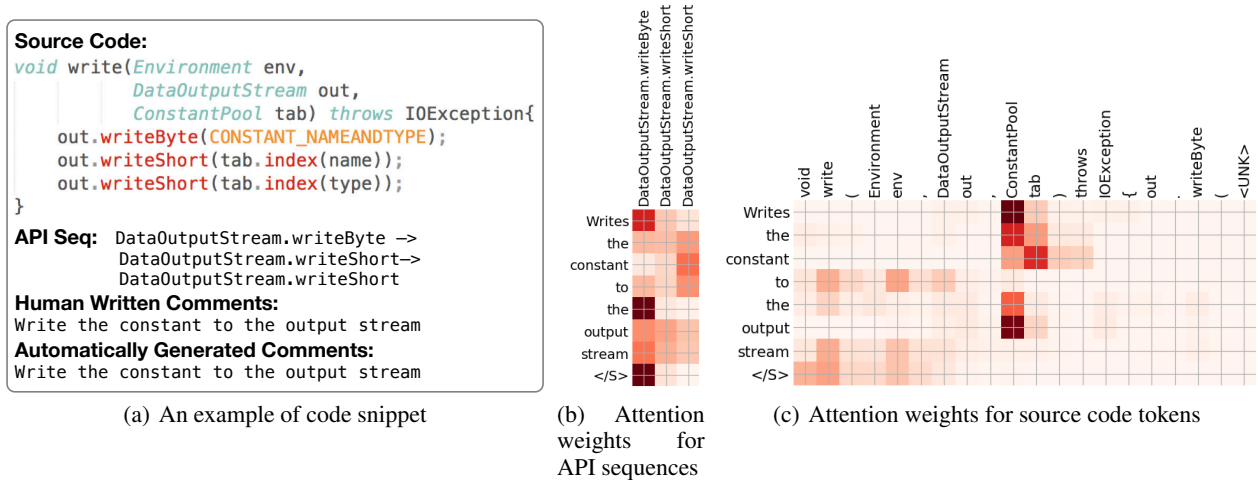 Source Code:
void write(Environment env,
DataOutputStream out,
ConstantPool tab) throws IOException{
out.writeByte(CONSTANT_NAMEANDTYPE);
out.writeShort(tab.index(name));
out.writeShort(tab.index(type));
}
API Seq: DataOutputStream.writeByte —>
DataOutputStream.writeShort—>
DataOutputStream.writeShort
Human Written Comments:
Write the constant to the output stream
Automatically Generated Comments:
Write the constant to the output stream
(a) An example of code snippet
DataOutputStream.writeByte
DataOutputStream.writeShort
DataOutputStream.writeShort
Writes
the
constant
to
the
output
stream
</S>
(b) Attention
weights for
API sequences
void
write
(
Environment
env
,
DataOutputStream
out
,
ConstantPool
tab
)
throws
IOException
{
out
.
writeByte
(
<UNK>
Writes
the
constant
to
the
output
stream
</S>
(c) Attention weights for source code tokens